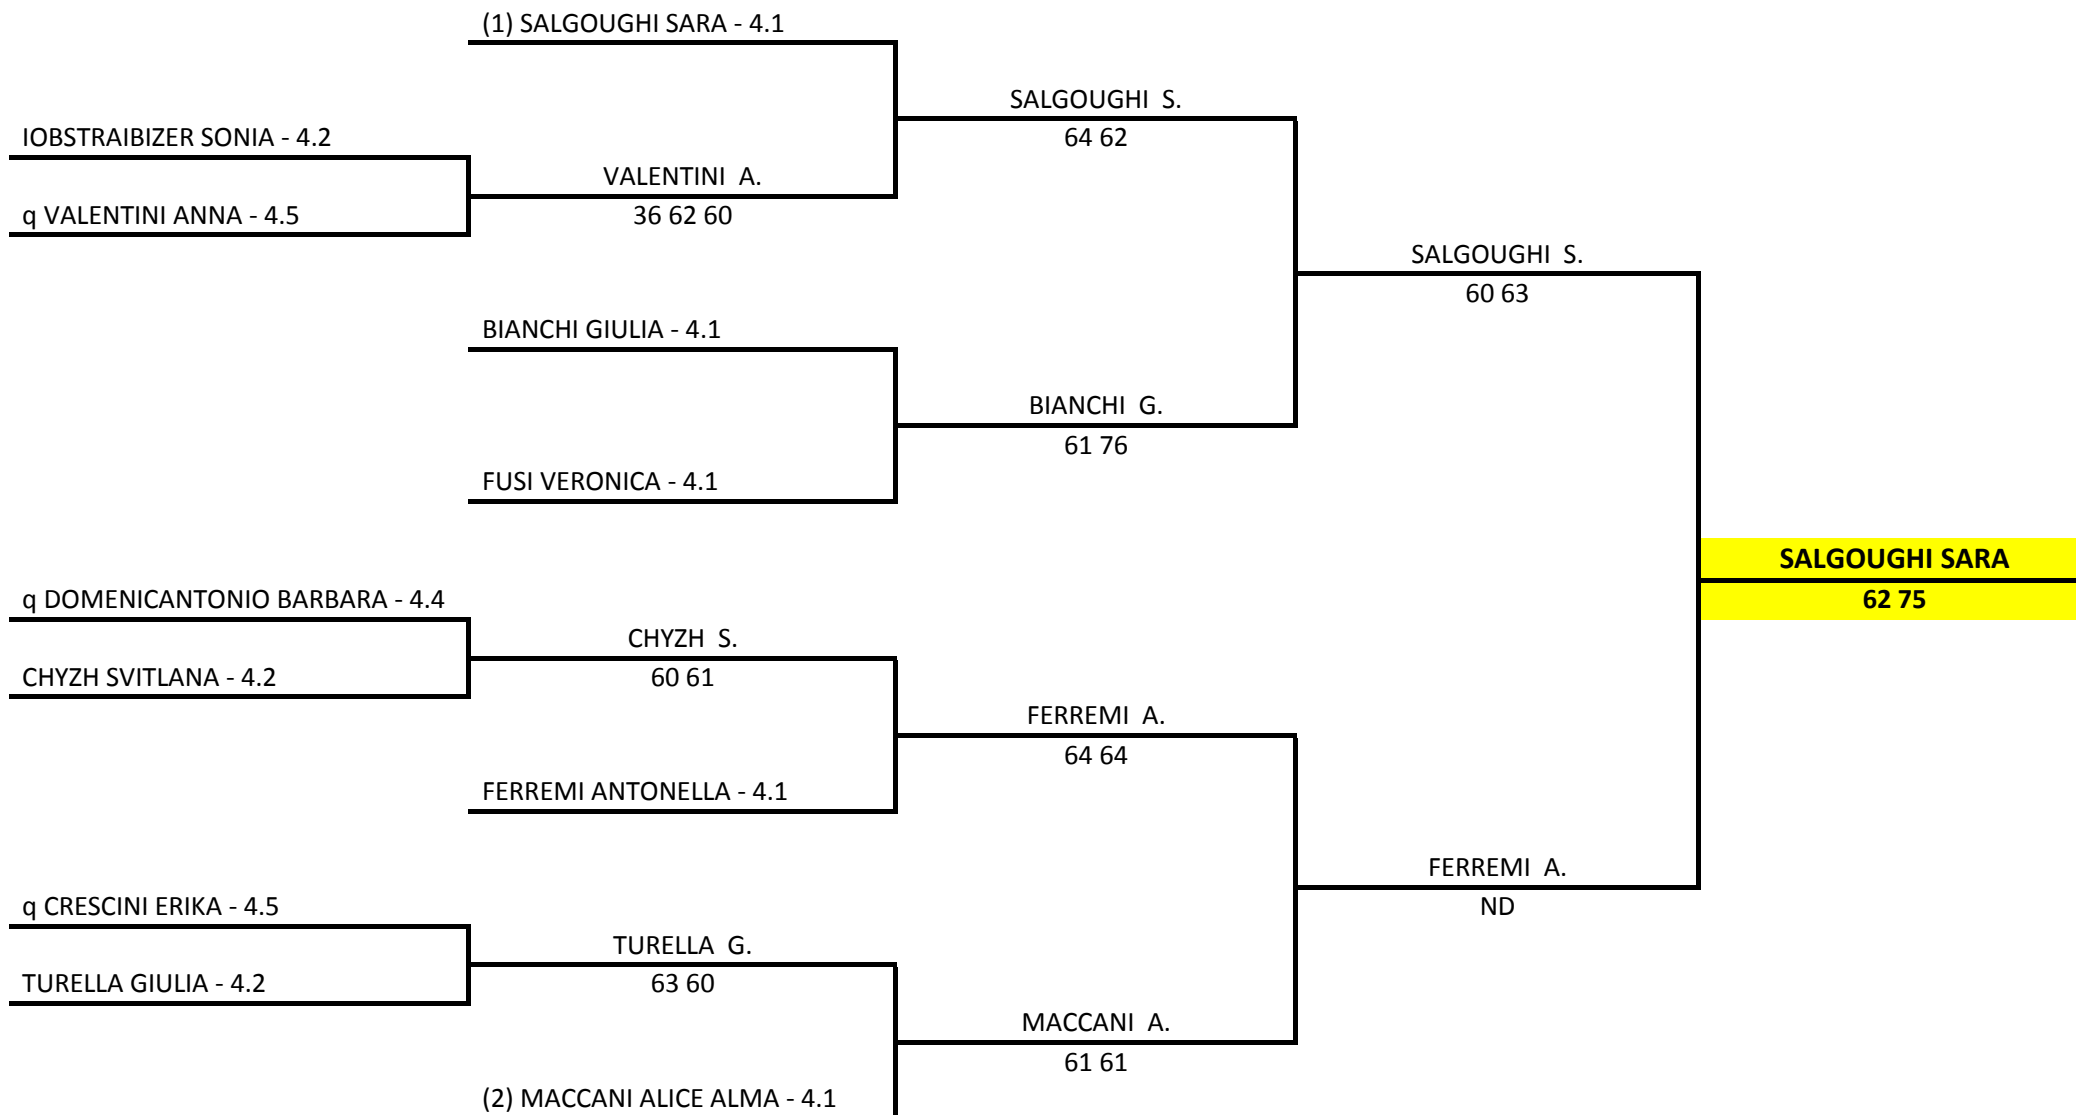 (1) SALGOUGHI SARA - 4.1
SALGOUGHI S.
64 62
IOBSTRAIBIZER SONIA - 4.2
VALENTINI A.
36 62 60
q VALENTINI ANNA - 4.5
SALGOUGHI S.
60 63
BIANCHI GIULIA - 4.1
BIANCHI G.
61 76
FUSI VERONICA - 4.1
SALGOUGHI SARA
62 75
q DOMENICANTONIO BARBARA - 4.4
CHYZH S.
60 61
CHYZH SVITLANA - 4.2
FERREMI A.
64 64
FERREMI ANTONELLA - 4.1
FERREMI A.
ND
q CRESCINI ERIKA - 4.5
TURELLA G.
63 60
TURELLA GIULIA - 4.2
MACCANI A.
61 61
(2) MACCANI ALICE ALMA - 4.1